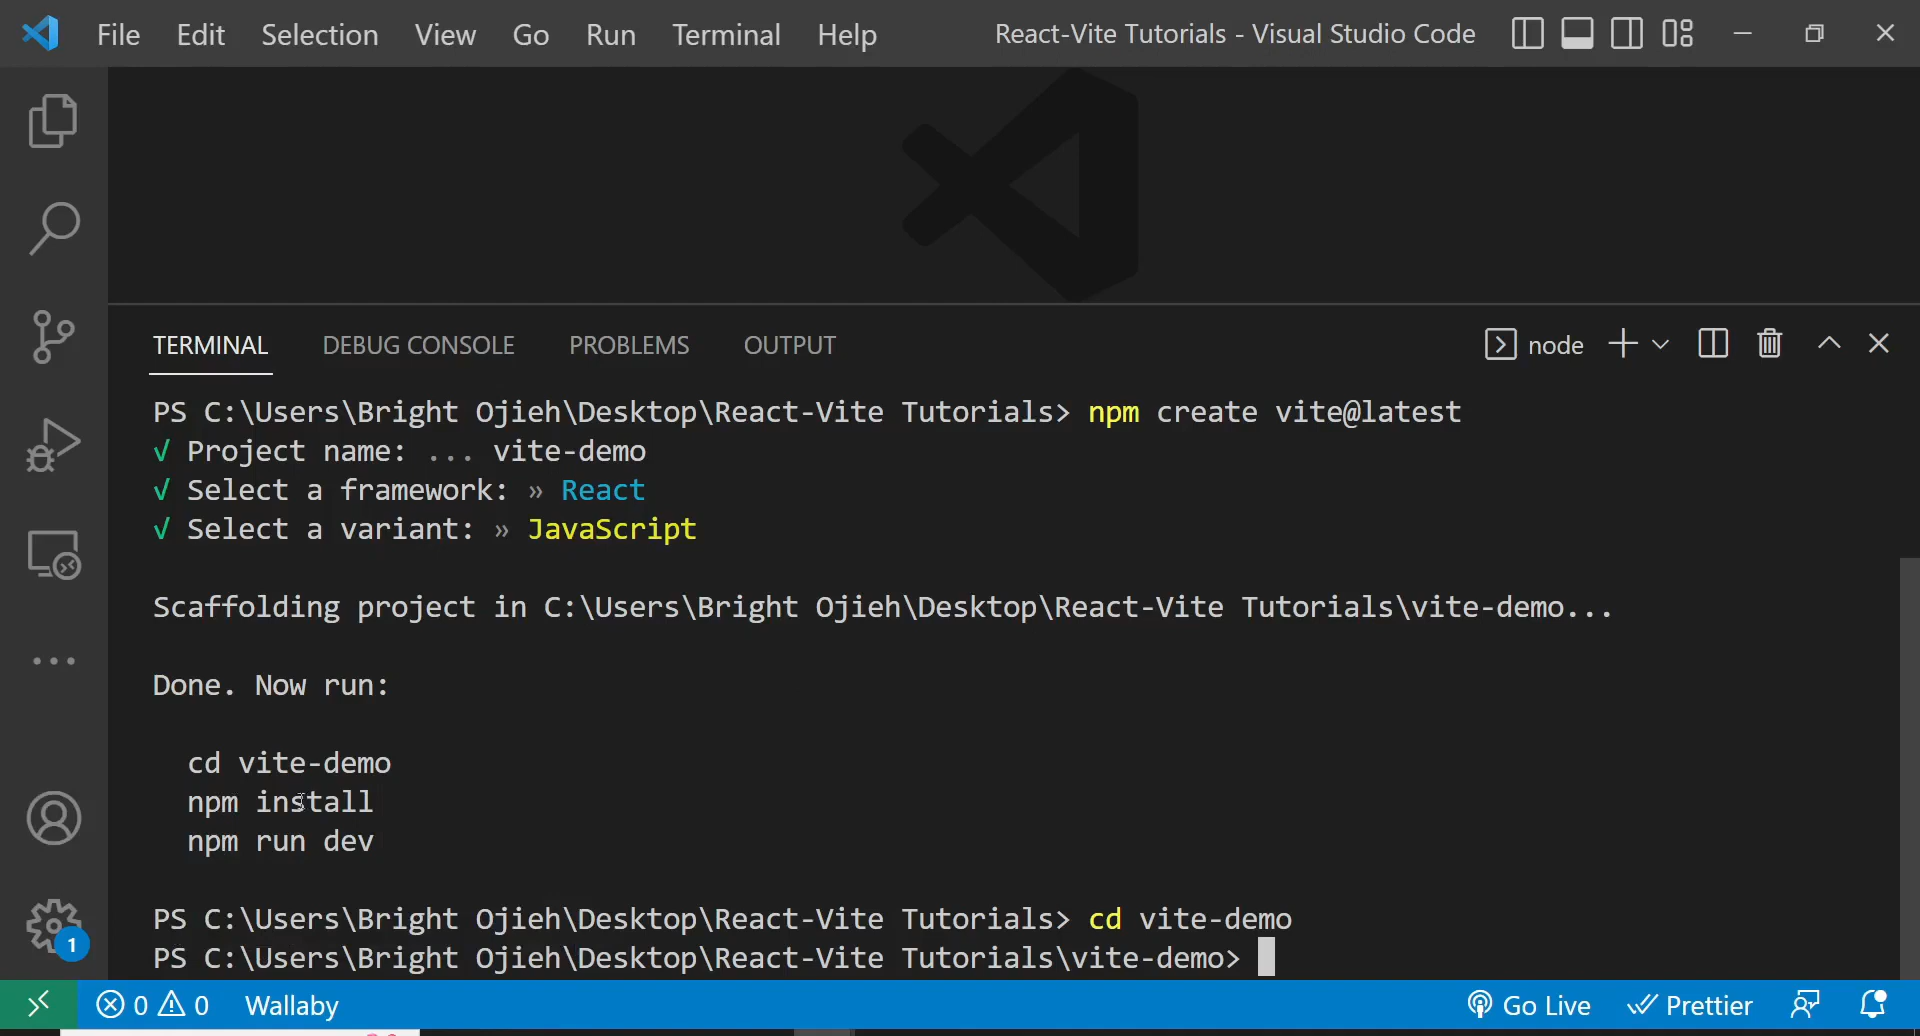 File Edit Selection View Go Run Terminal Help React-Vite Tutorials - Visual Studio Code
TERMINAL DEBUG CONSOLE PROBLEMS OUTPUT node
PS C:\Users\Bright Ojieh\Desktop\React-Vite Tutorials> npm create vite@latest
√ Project name: ... vite-demo
√ Select a framework: » React
√ Select a variant: » JavaScript
Scaffolding project in C:\Users\Bright Ojieh\Desktop\React-Vite Tutorials\vite-demo...
Done. Now run:
cd vite-demo
npm install
npm run dev
PS C:\Users\Bright Ojieh\Desktop\React-Vite Tutorials> cd vite-demo
PS C:\Users\Bright Ojieh\Desktop\React-Vite Tutorials\vite-demo>
1
0 0 Wallaby Go Live Prettier